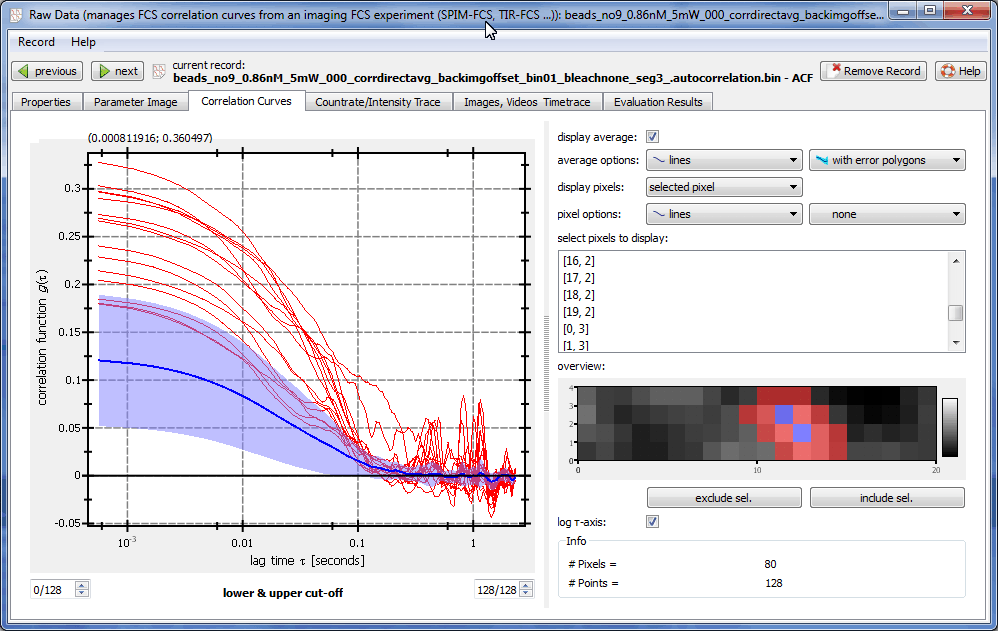 Raw Data (manages FCS correlation curves from an imaging FCS experiment (SPIM-FCS, TIR-FCS ...)): beads_no9_0.86nM_5mW_000_corrdirectavg_backimgoffse...
Record Help
previous next current record: Remove Record Help
beads_no9_0.86nM_5mW_000_corrdirectavg_backimgoffset_bin01_bleachnone_seg3_.autocorrelation.bin - ACF
Properties Parameter Image Correlation Curves Countrate/Intensity Trace Images, Videos Timetrace Evaluation Results
(0.000811916; 0.360497)
0.3
0.25
0.2
0.15
0.1
0.05
0
-0.05
correlation function g(τ)
10⁻³ 0.01 0.1 1
lag time τ [seconds]
0/128 lower & upper cut-off 128/128
display average:
average options: lines with error polygons
display pixels: selected pixel
pixel options: lines none
select pixels to display:
[16, 2]
[17, 2]
[18, 2]
[19, 2]
[0, 3]
[1, 3]
overview:
4
3
2
1
0
0 10 20
exclude sel. include sel.
log τ-axis:
Info
# Pixels = 80
# Points = 128